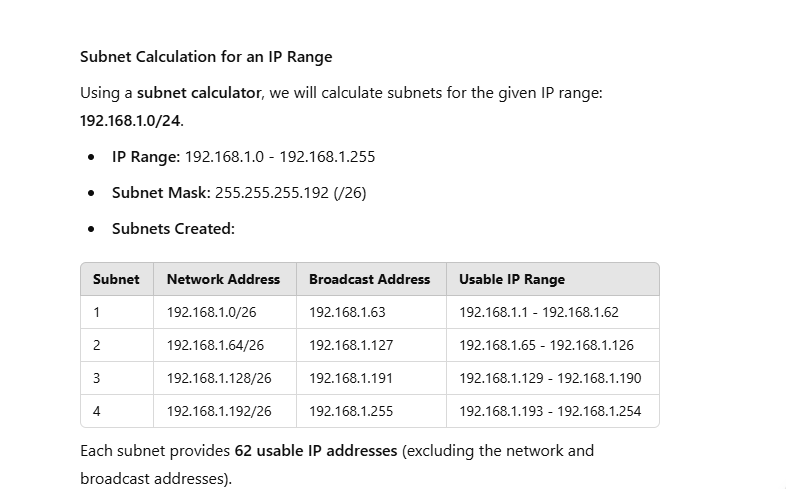 Subnet Calculation for an IP Range
Using a subnet calculator, we will calculate subnets for the given IP range:
192.168.1.0/24.
• IP Range: 192.168.1.0 - 192.168.1.255
• Subnet Mask: 255.255.255.192 (/26)
• Subnets Created:
Subnet Network Address Broadcast Address Usable IP Range
1 192.168.1.0/26 192.168.1.63 192.168.1.1 - 192.168.1.62
2 192.168.1.64/26 192.168.1.127 192.168.1.65 - 192.168.1.126
3 192.168.1.128/26 192.168.1.191 192.168.1.129 - 192.168.1.190
4 192.168.1.192/26 192.168.1.255 192.168.1.193 - 192.168.1.254
Each subnet provides 62 usable IP addresses (excluding the network and
broadcast addresses).